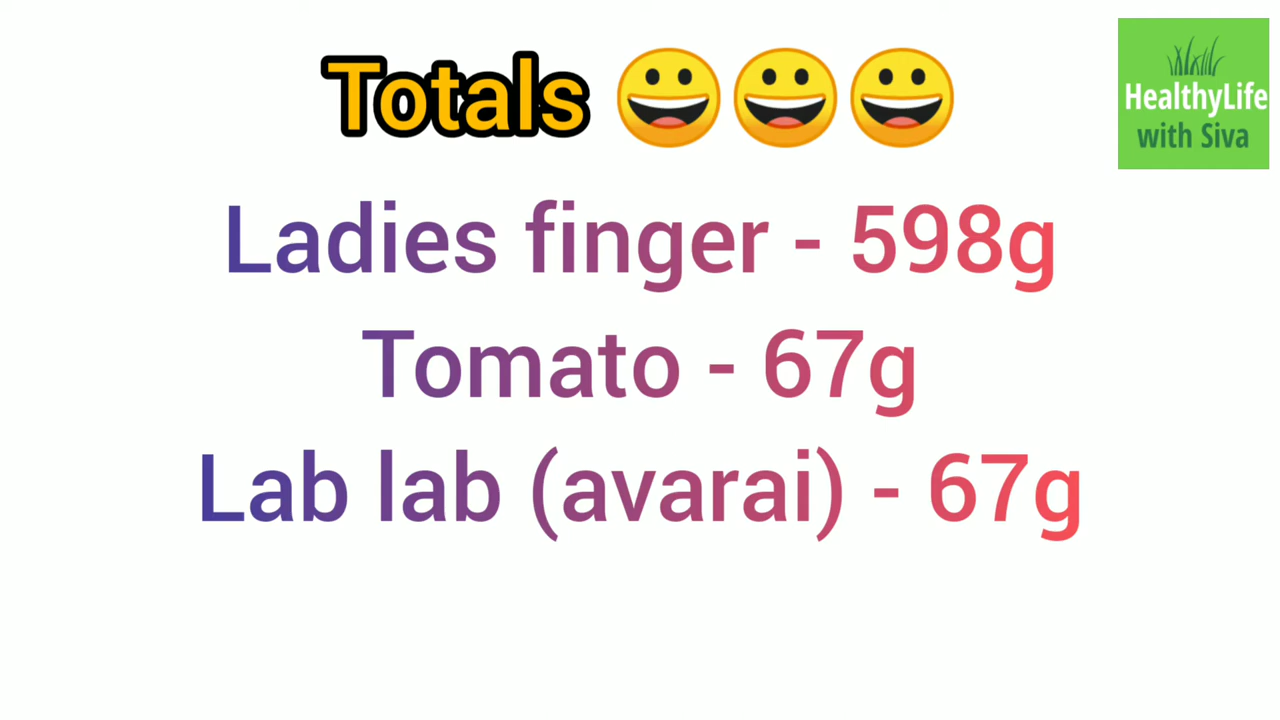 Totals 😀😀😀
HealthyLife
with Siva
Ladies finger - 598g
Tomato - 67g
Lab lab (avarai) - 67g